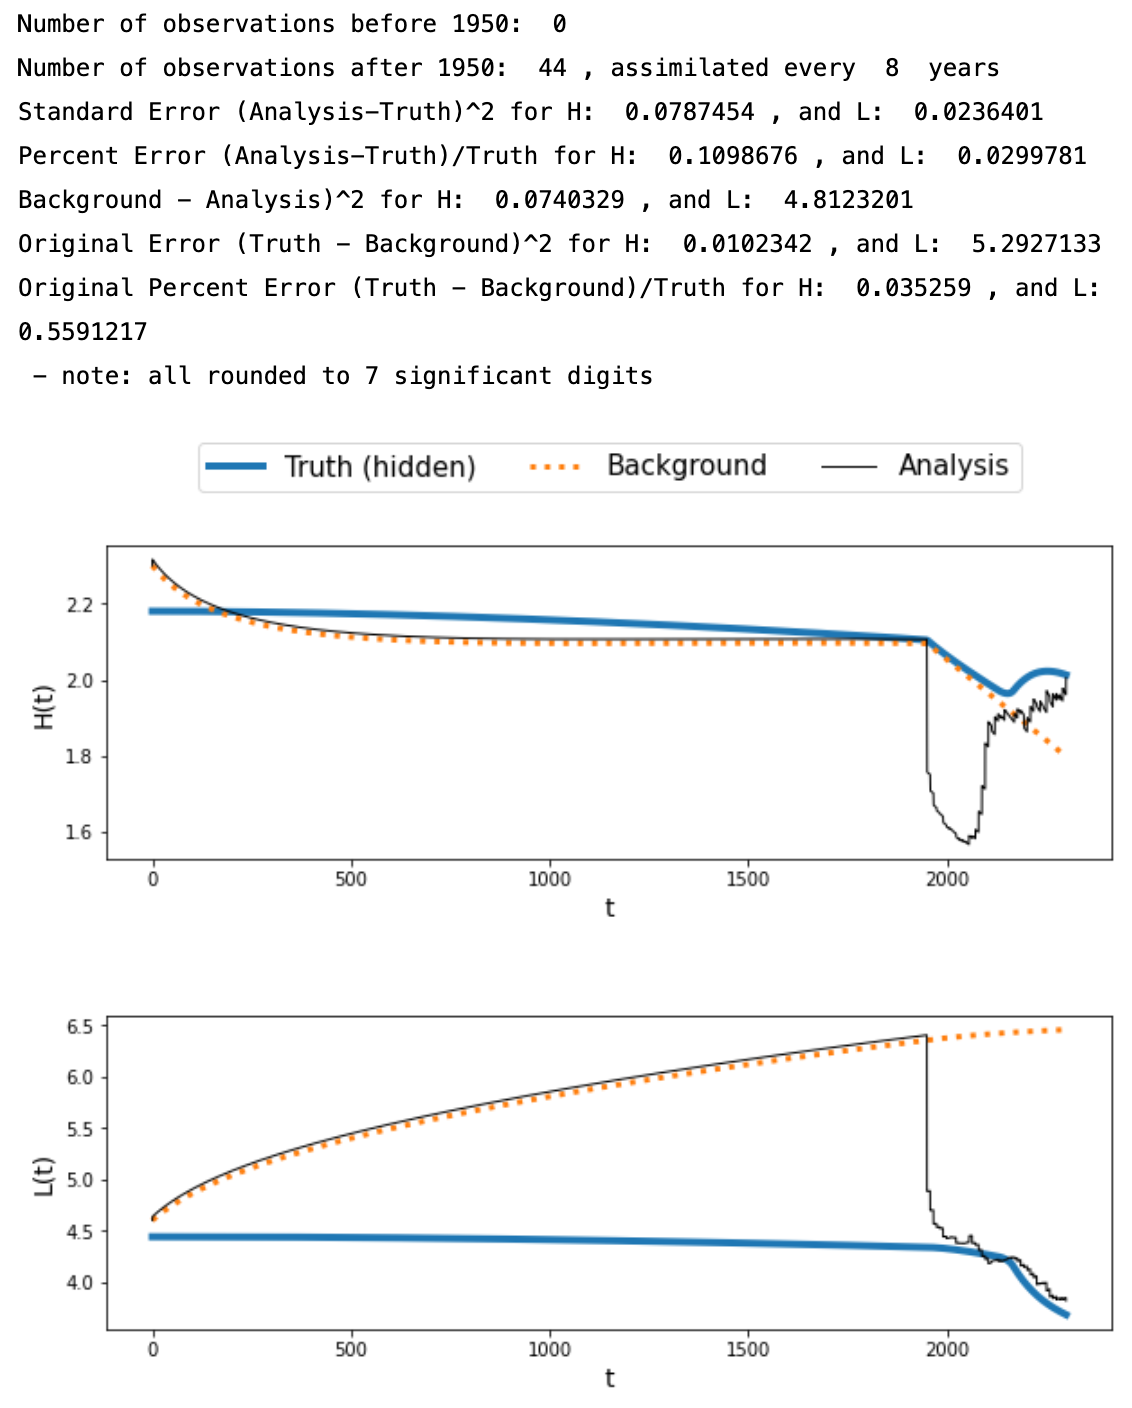 Number of observations before 1950:  0
Number of observations after 1950:  44 , assimilated every  8  years
Standard Error (Analysis-Truth)^2 for H:  0.0787454 , and L:  0.0236401
Percent Error (Analysis-Truth)/Truth for H:  0.1098676 , and L:  0.0299781
Background - Analysis)^2 for H:  0.0740329 , and L:  4.8123201
Original Error (Truth - Background)^2 for H:  0.0102342 , and L:  5.2927133
Original Percent Error (Truth - Background)/Truth for H:  0.035259 , and L:
0.5591217
- note: all rounded to 7 significant digits
Truth (hidden) Background Analysis
2.2
2.0
1.8
1.6
H(t)
0 500 1000 1500 2000
t
6.5
6.0
5.5
5.0
4.5
4.0
L(t)
0 500 1000 1500 2000
t